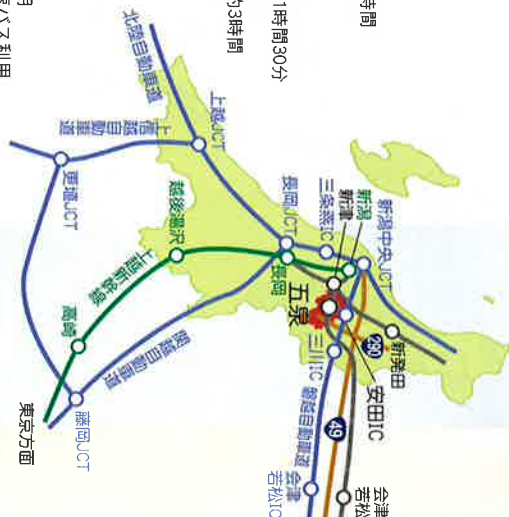 時間
1時間30分
3時間
バス利用
北陸自動車道
上越JCT
上信越自動車道
更埴JCT
新潟中央JCT
新潟
新津
三条燕IC
長岡JCT
長岡
越後湯沢
上越新幹線
高崎
関越自動車道
藤岡JCT
東京方面
五泉
新発田
290
安田IC
三川IC
49
磐越自動車道
会津
若松IC
会津
若松